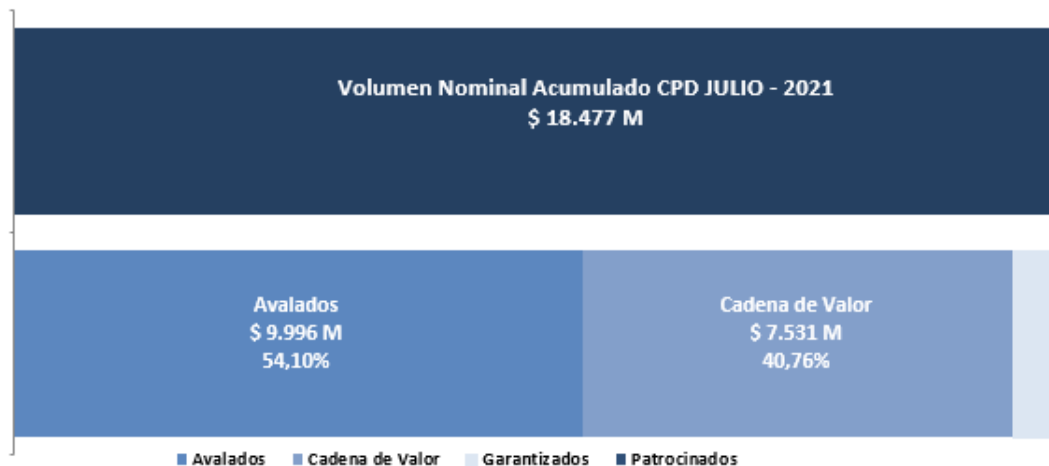 Volumen Nominal Acumulado CPD JULIO - 2021
$ 18.477 M
Avalados
$ 9.996 M
54,10%
Cadena de Valor
$ 7.531 M
40,76%
Avalados Cadena de Valor Garantizados Patrocinados